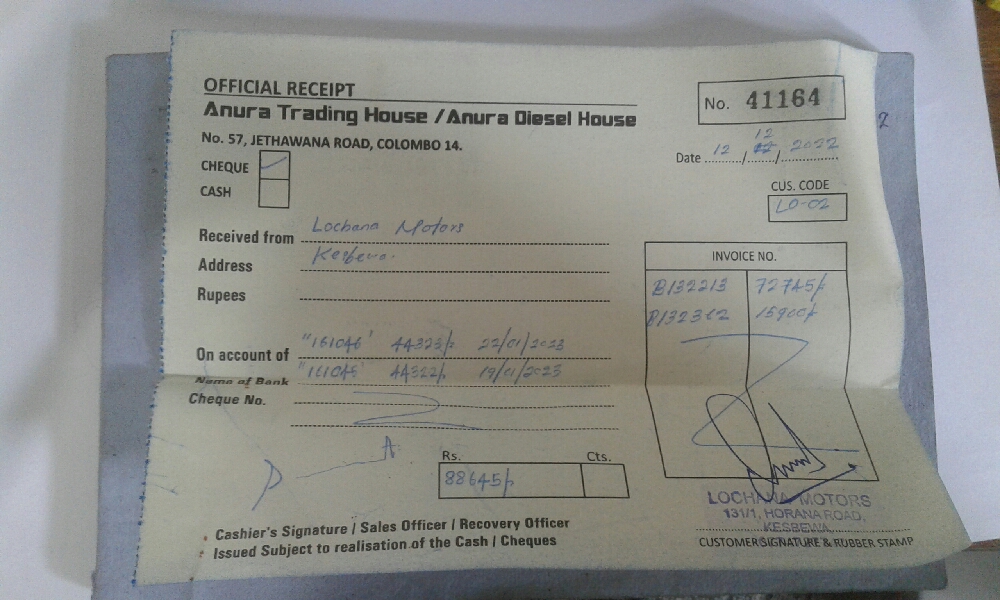 OFFICIAL RECEIPT
Anura Trading House / Anura Diesel House
No. 57, JETHAWANA ROAD, COLOMBO 14.
No. 41164
Date 12 / 12 / 2022
CHEQUE
CASH
CUS. CODE
LO-02
Received from Lochana Motors
Address Kesbewa.
Rupees
INVOICE NO.
B132213 72745/-
15900/-
On account of "161046" 44323/- 22/01/2023
Name of Bank 44322/- 19/01/2023
Cheque No.
Rs. Cts.
88645/-
LOCHANA MOTORS
131/1, HORANA ROAD,
KESBEWA
CUSTOMER SIGNATURE & RUBBER STAMP
Cashier's Signature / Sales Officer / Recovery Officer
Issued Subject to realisation of the Cash / Cheques